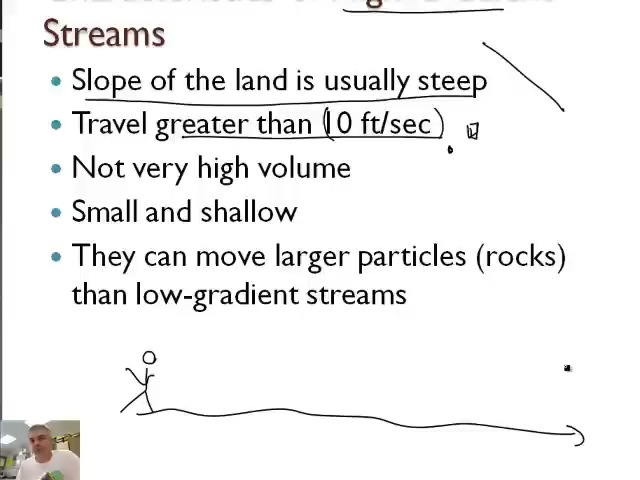 Streams
Slope of the land is usually steep
Travel greater than (10 ft/sec)
Not very high volume
Small and shallow
They can move larger particles (rocks)
than low-gradient streams